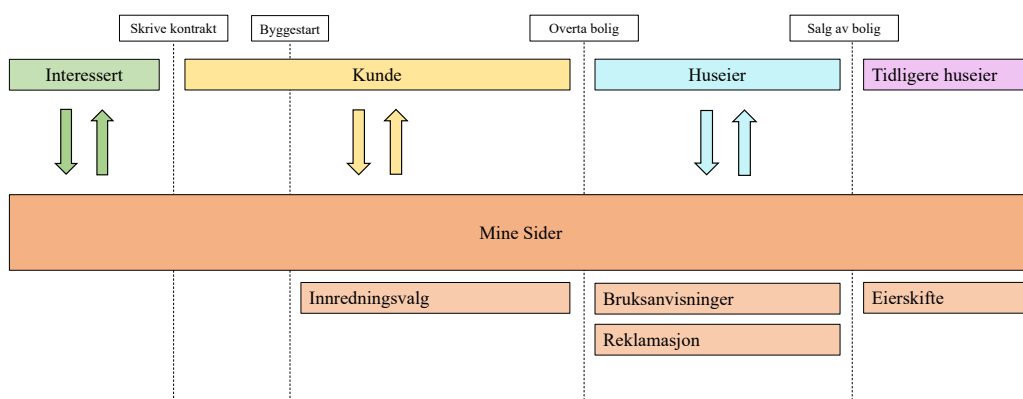 Skrive kontrakt
Byggestart
Overta bolig
Salg av bolig
Interessert
Kunde
Huseier
Tidligere huseier
Mine Sider
Innredningsvalg
Bruksanvisninger
Eierskifte
Reklamasjon